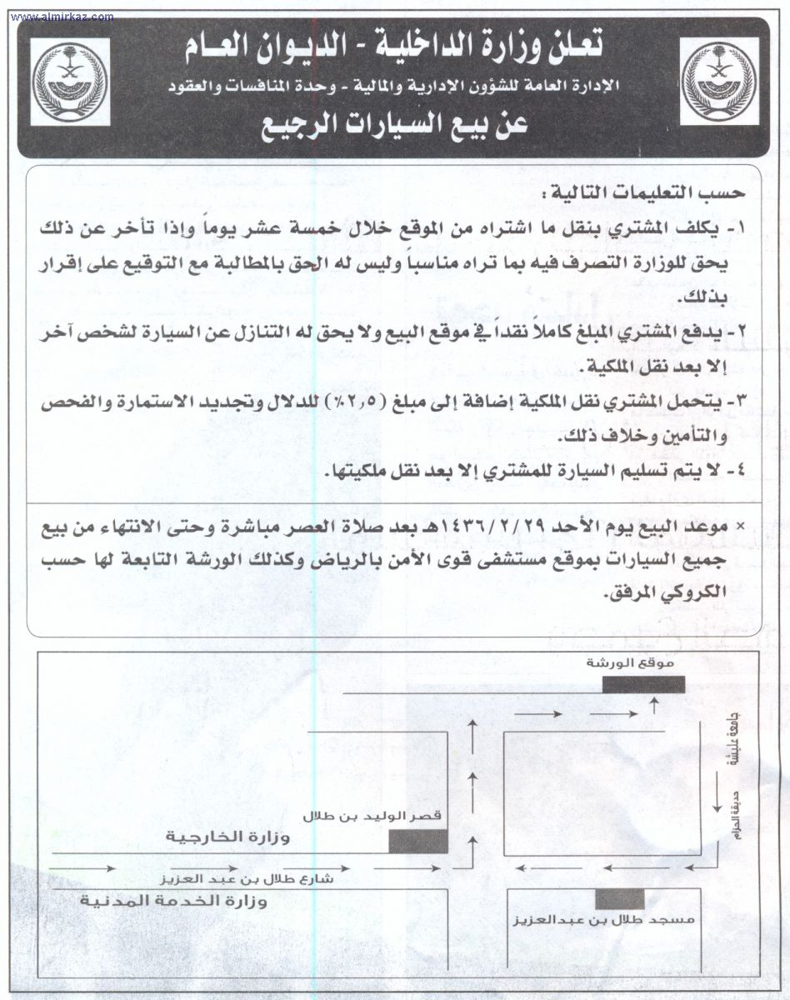 www.almirkaz.com
تعلن وزارة الداخلية - الديوان العام
الإدارة العامة للشؤون الإدارية والمالية - وحدة المنافسات والعقود
عن بيع السيارات الرجيع
حسب التعليمات التالية :
١- يكلف المشتري بنقل ما اشتراه من الموقع خلال خمسة عشر يوماً وإذا تأخر عن ذلك
يحق للوزارة التصرف فيه بما تراه مناسبا وليس له الحق بالمطالبة مع التوقيع على إقرار
بذلك.
٢- يدفع المشتري المبلغ كاملاً نقداً في موقع البيع ولا يحق له التنازل عن السيارة لشخص آخر
إلا بعد نقل الملكية.
٣- يتحمل المشتري نقل الملكية إضافة إلى مبلغ (٢,٥٪) للدلال وتجديد الاستمارة والفحص
والتأمين وخلاف ذلك.
٤- لا يتم تسليم السيارة للمشتري إلا بعد نقل ملكيتها.
× موعد البيع يوم الأحد ١٤٣٦/٢/٢٩هـ بعد صلاة العصر مباشرة وحتى الانتهاء من بيع
جميع السيارات بموقع مستشفى قوى الأمن بالرياض وكذلك الورشة التابعة لها حسب
الكروكي المرفق.
موقع الورشة
جامعة عليشة
حديقة الحزام
قصر الوليد بن طلال
وزارة الخارجية
شارع طلال بن عبد العزيز
وزارة الخدمة المدنية
مسجد طلال بن عبدالعزيز